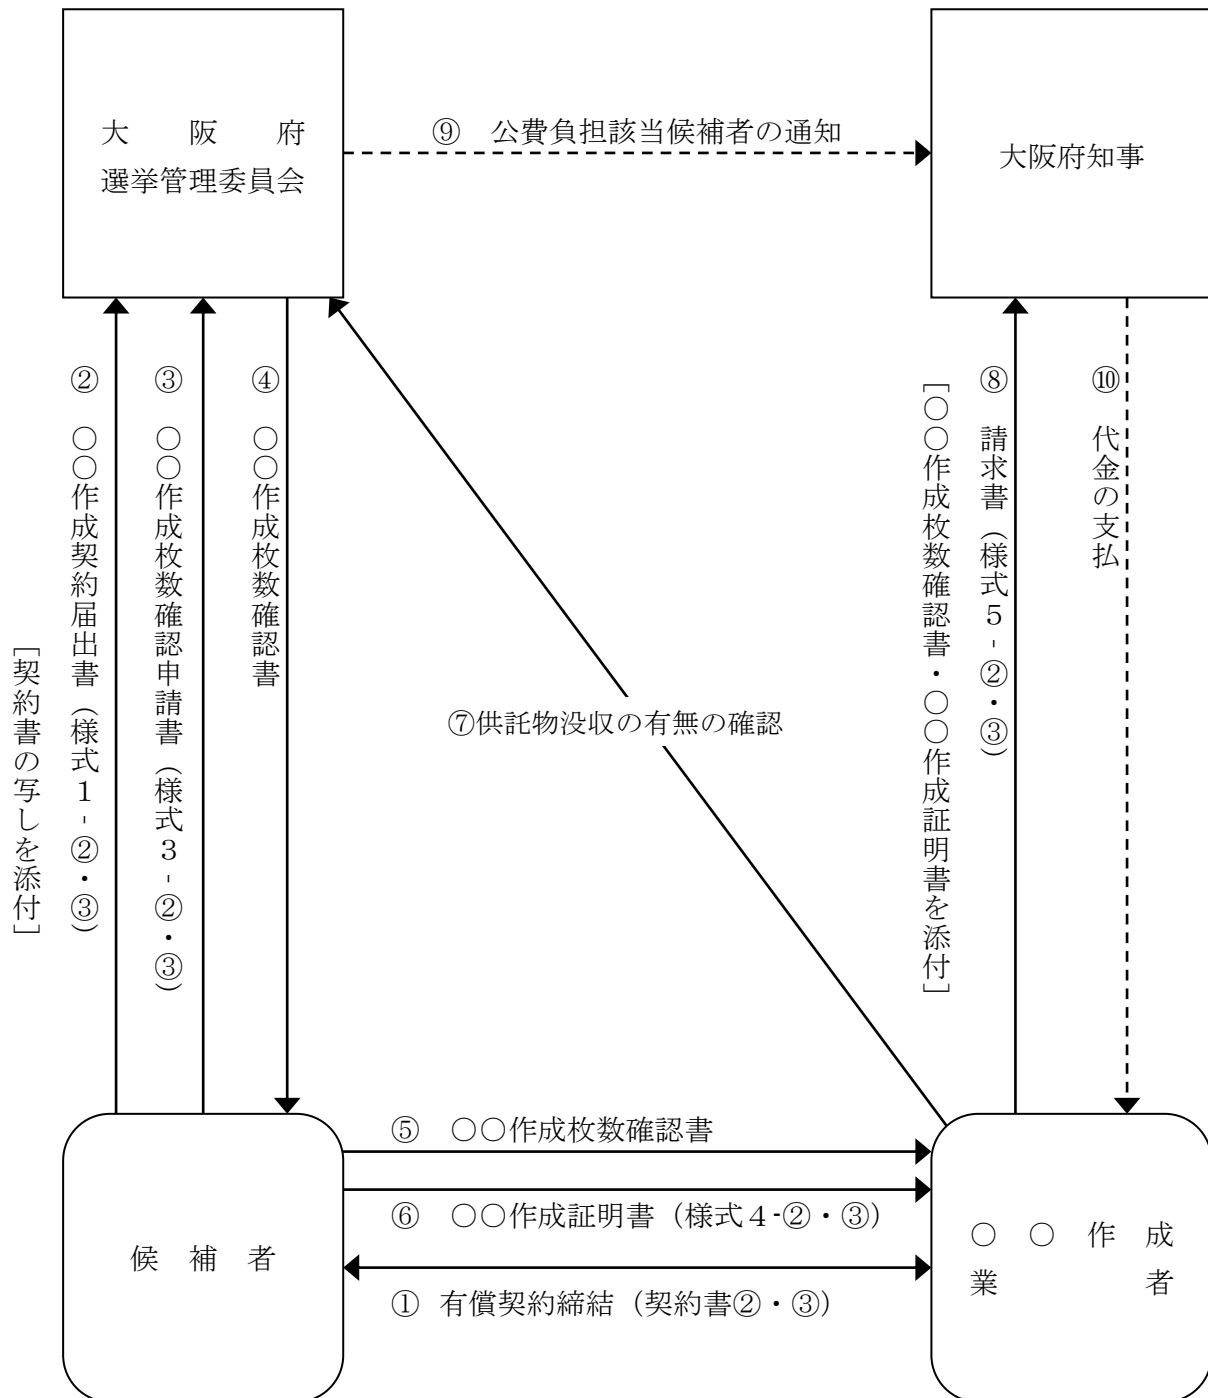 大阪府
選挙管理委員会
⑨ 公費負担該当候補者の通知
大阪府知事
② ○○作成契約届出書（様式１-②・③）
［契約書の写しを添付］
③ ○○作成枚数確認申請書（様式３-②・③）
④ ○○作成枚数確認書
⑦供託物没収の有無の確認
⑧ 請求書（様式５-②・③）
［○○作成枚数確認書・○○作成証明書を添付］
⑩ 代金の支払
⑤ ○○作成枚数確認書
⑥ ○○作成証明書（様式４-②・③）
① 有償契約締結（契約書②・③）
候補者
○○作成
業者